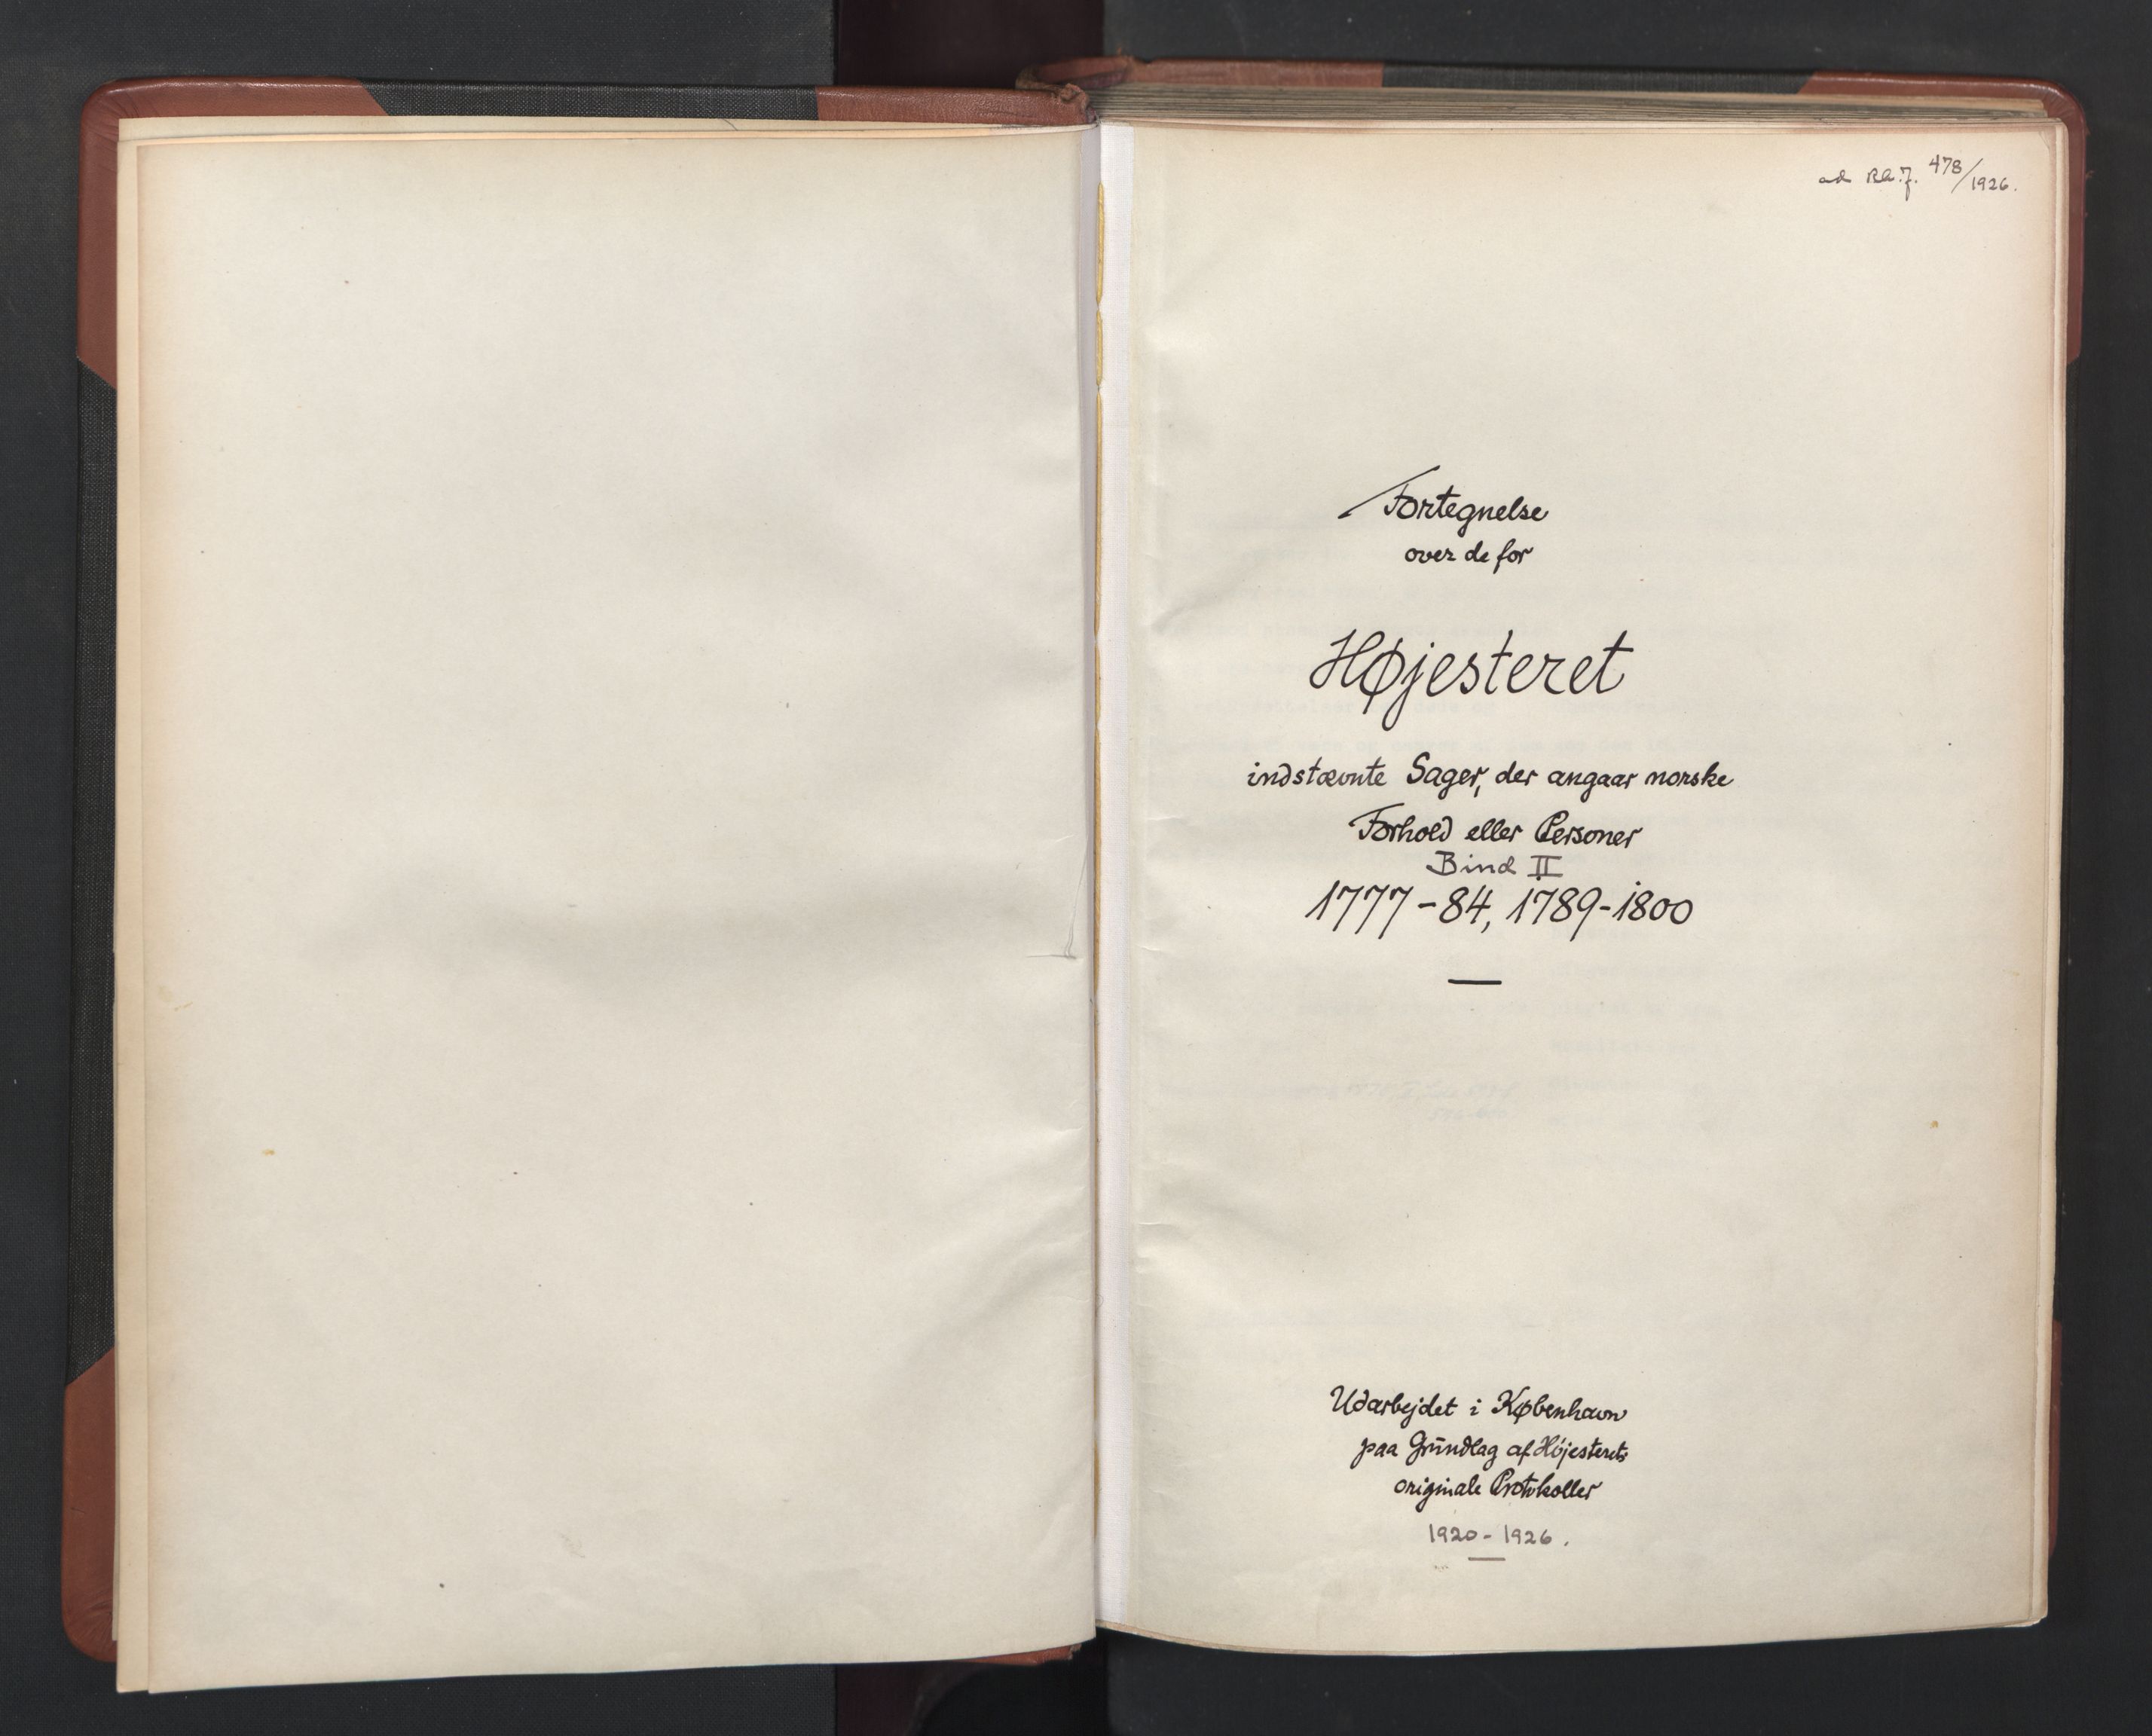 ad Ra. J. 478/1926.
Fortegnelse
over de for
Højesteret
indstævnte Sager, der angaar norske
Forhold eller Personer
Bind II
1777-84, 1789-1800
Udarbejdet i København
paa Grundlag af Højesterets
originale Protokoller
1920-1926.